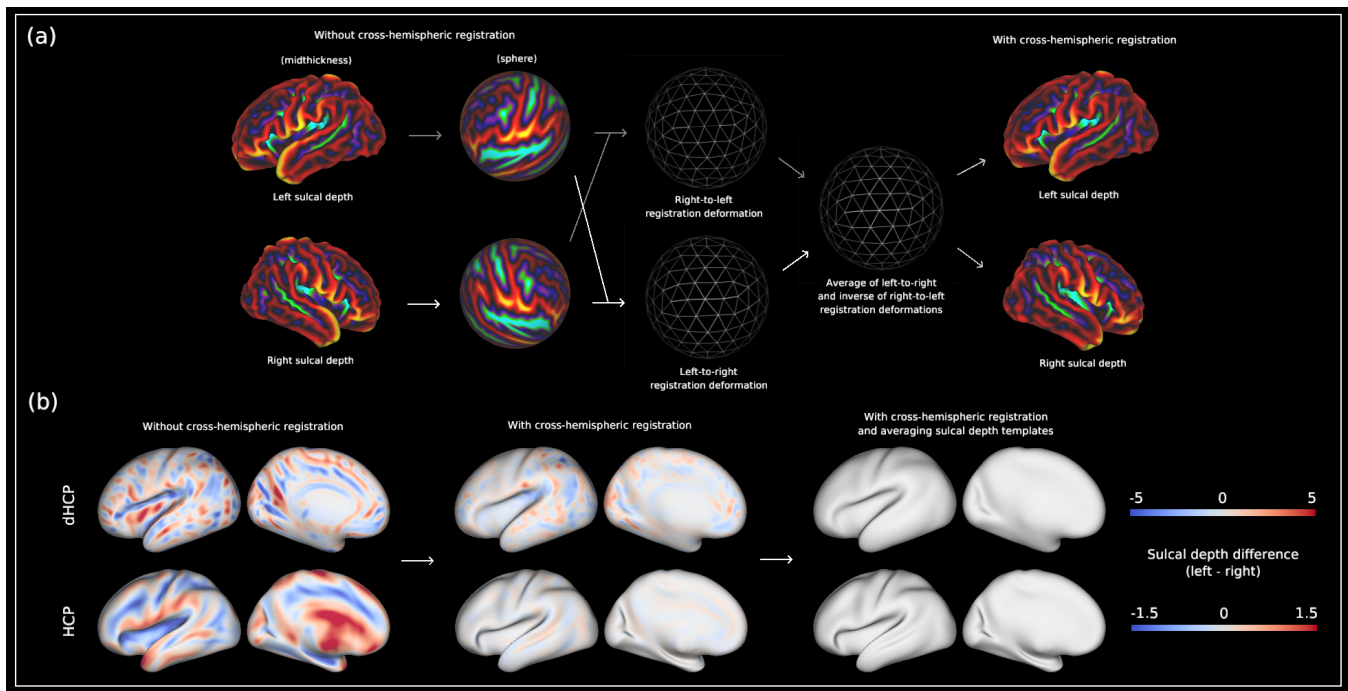 (a)
Without cross-hemispheric registration
With cross-hemispheric registration
(midthickness)
(sphere)
Left sulcal depth
Right-to-left
registration deformation
Left sulcal depth
Average of left-to-right
and inverse of right-to-left
registration deformations
Right sulcal depth
Left-to-right
registration deformation
Right sulcal depth
(b)
Without cross-hemispheric registration
With cross-hemispheric registration
With cross-hemispheric registration
and averaging sulcal depth templates
dHCP
-5 0 5
Sulcal depth difference
(left - right)
HCP
-1.5 0 1.5